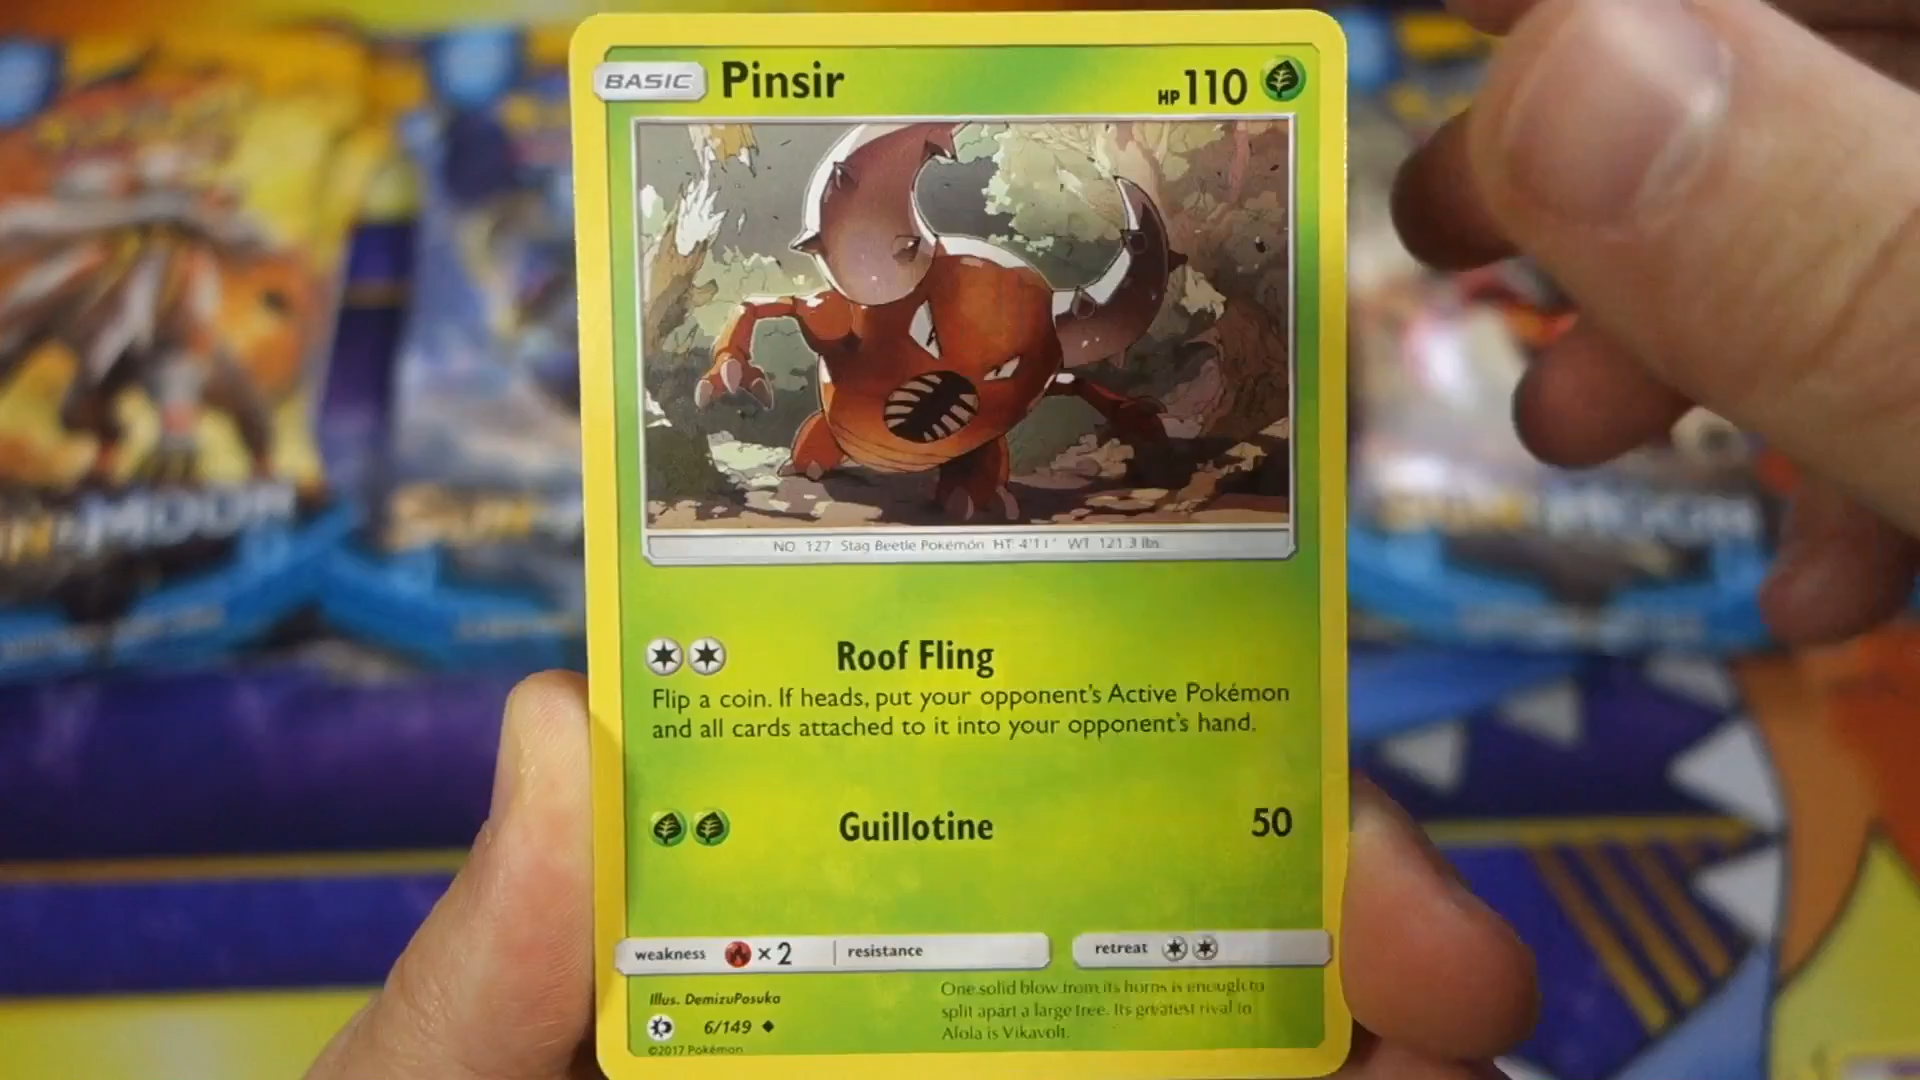 BASIC Pinsir HP 110
NO. 127 Stag Beetle Pokémon HT: 4'11" WT: 121.3 lbs.
Roof Fling
Flip a coin. If heads, put your opponent's Active Pokémon
and all cards attached to it into your opponent's hand.
Guillotine 50
weakness ×2 resistance retreat
Illus. DemizuPosuka
6/149
©2017 Pokémon
One solid blow from its horns is enough to
split apart a large tree. Its greatest rival in
Alola is Vikavolt.
MOON